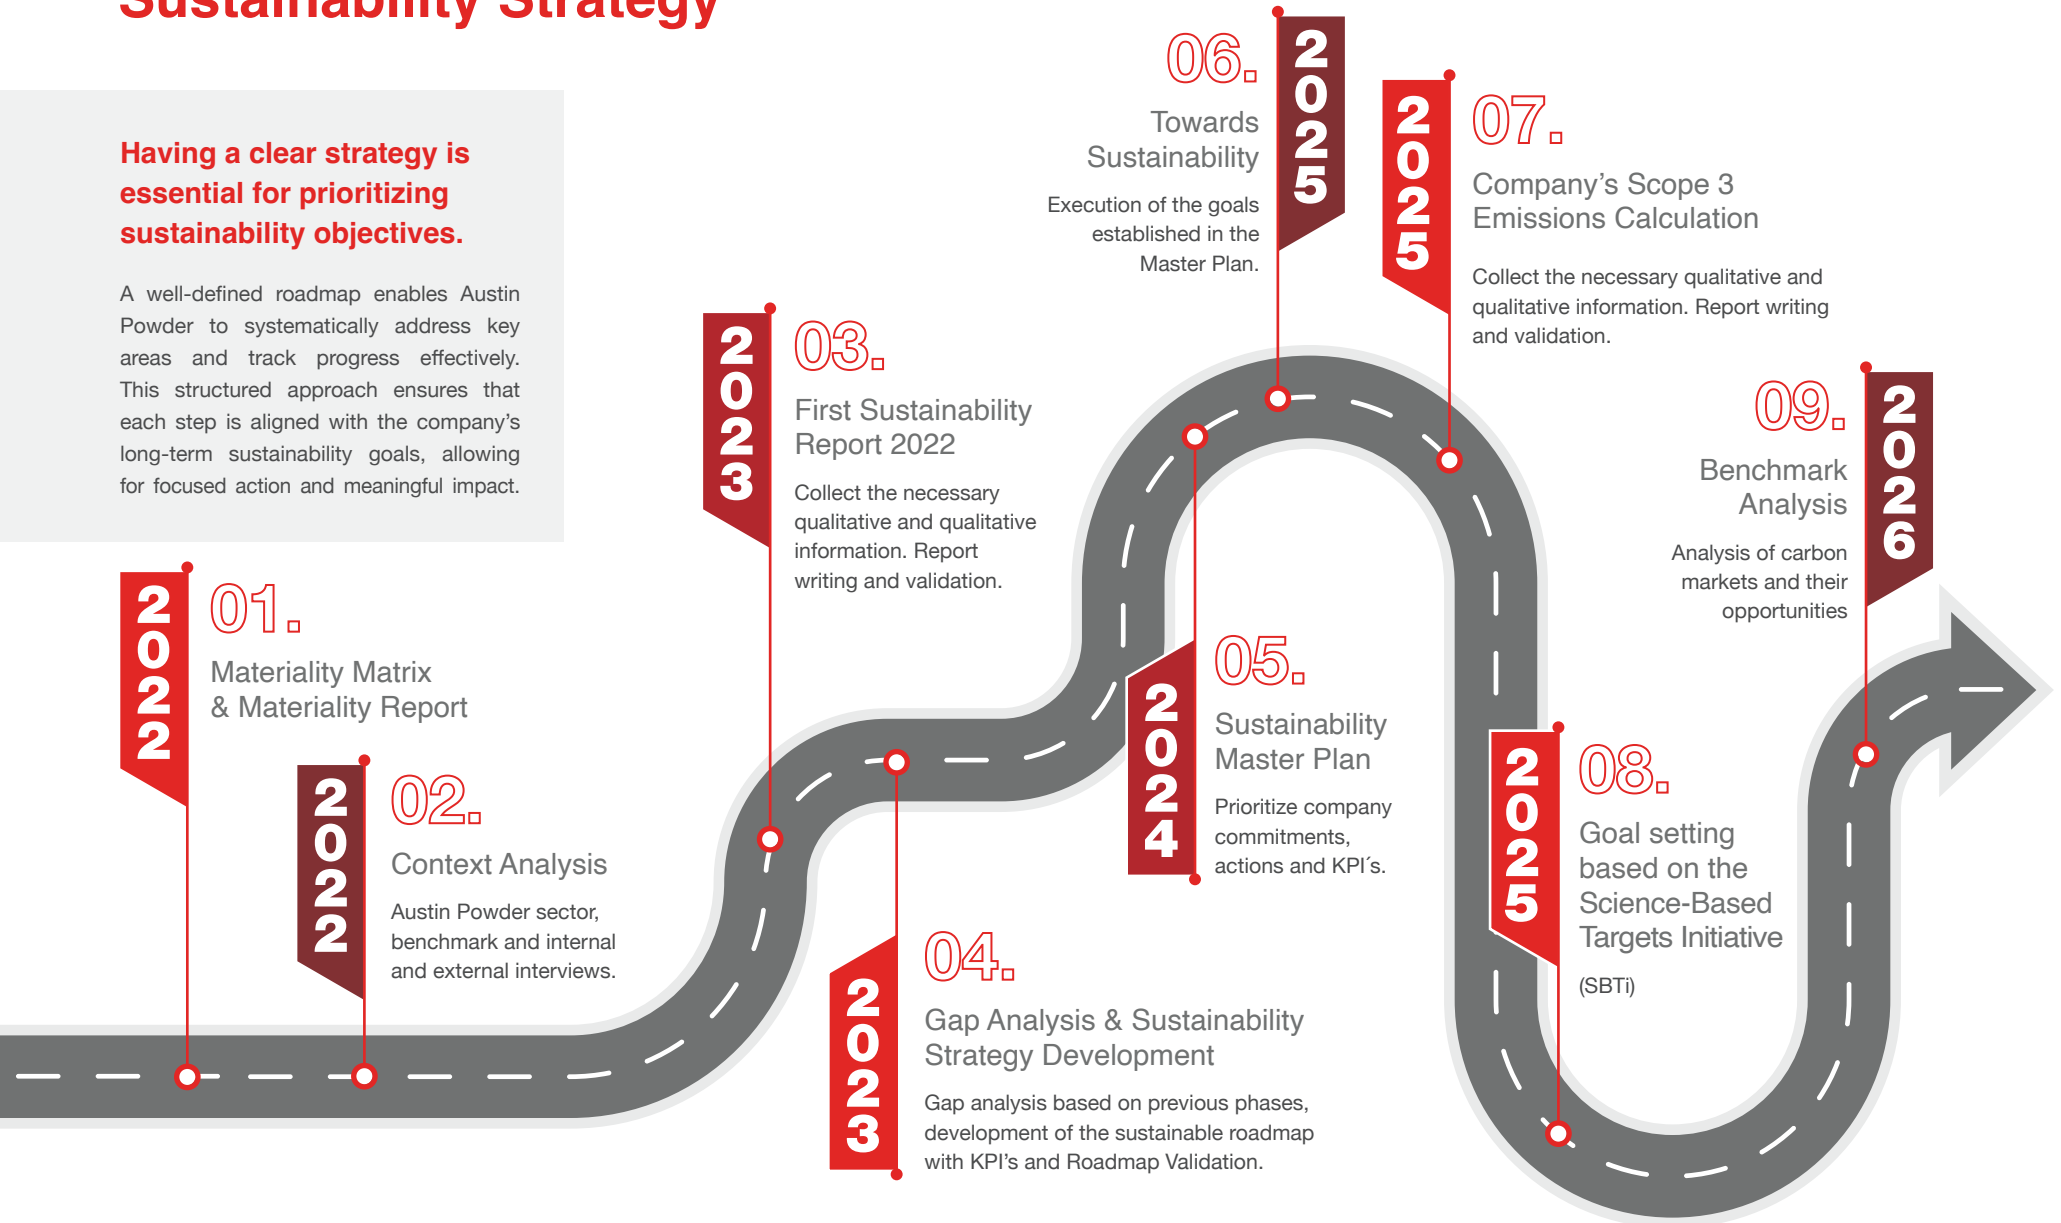 Sustainability Strategy
Having a clear strategy is
essential for prioritizing
sustainability objectives.
A well-defined roadmap enables Austin
Powder to systematically address key
areas and track progress effectively.
This structured approach ensures that
each step is aligned with the company’s
long-term sustainability goals, allowing
for focused action and meaningful impact.
2022
01.
Materiality Matrix
& Materiality Report
2022
02.
Context Analysis
Austin Powder sector,
benchmark and internal
and external interviews.
2023
03.
First Sustainability
Report 2022
Collect the necessary
qualitative and qualitative
information. Report
writing and validation.
2023
04.
Gap Analysis & Sustainability
Strategy Development
Gap analysis based on previous phases,
development of the sustainable roadmap
with KPI’s and Roadmap Validation.
2024
05.
Sustainability
Master Plan
Prioritize company
commitments,
actions and KPI´s.
2025
06.
Towards
Sustainability
Execution of the goals
established in the
Master Plan.
2025
07.
Company’s Scope 3
Emissions Calculation
Collect the necessary qualitative and
qualitative information. Report writing
and validation.
2025
08.
Goal setting
based on the
Science-Based
Targets Initiative
(SBTi)
2026
09.
Benchmark
Analysis
Analysis of carbon
markets and their
opportunities